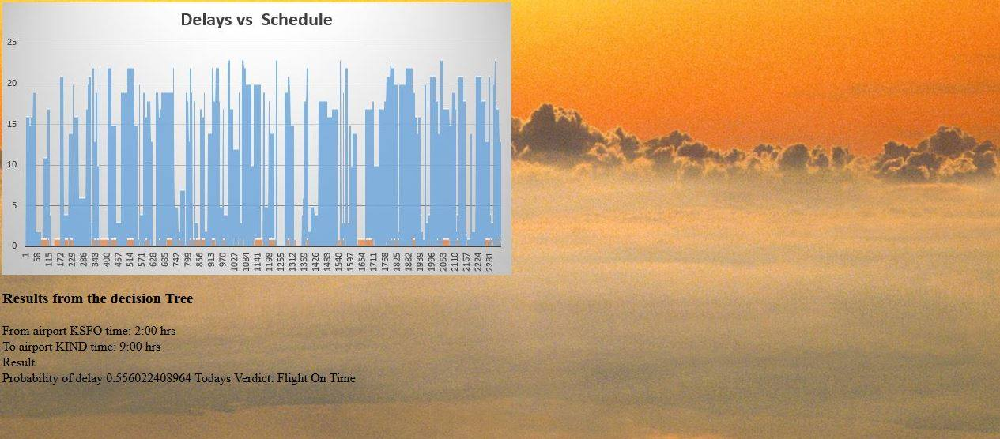 Delays vs  Schedule
25
20
15
10
5
0
1 58 115 172 229 286 343 400 457 514 571 628 685 742 799 856 913 970 1027 1084 1141 1198 1255 1312 1369 1426 1483 1540 1597 1654 1711 1768 1825 1882 1939 1996 2053 2110 2167 2224 2281
Results from the decision Tree
From airport KSFO time: 2:00 hrs
To airport KIND time: 9:00 hrs
Result
Probability of delay 0.556022408964 Todays Verdict: Flight On Time